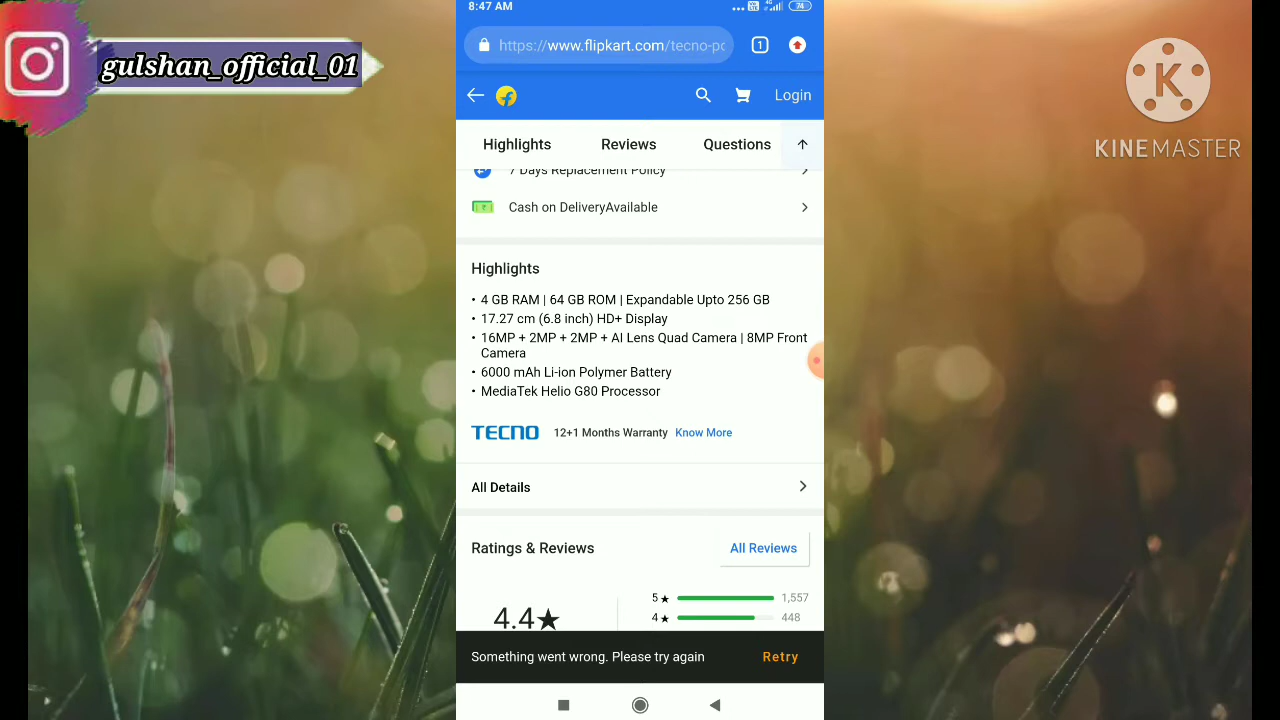 8:47 AM
74
gulshan_official_01
https://www.flipkart.com/tecno-po
1
Login
K
KINEMASTER
Highlights
Reviews
Questions
7 Days Replacement Policy
Cash on DeliveryAvailable
Highlights
• 4 GB RAM | 64 GB ROM | Expandable Upto 256 GB
• 17.27 cm (6.8 inch) HD+ Display
• 16MP + 2MP + 2MP + AI Lens Quad Camera | 8MP Front
Camera
• 6000 mAh Li-ion Polymer Battery
• MediaTek Helio G80 Processor
TECNO 12+1 Months Warranty Know More
All Details
Ratings & Reviews
All Reviews
4.4★
5★ 1,557
4★ 448
Something went wrong. Please try again
Retry